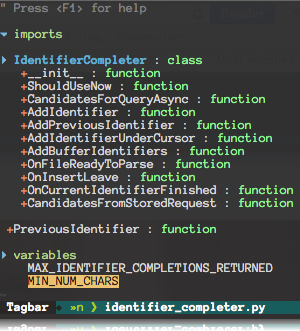 " Press <F1> for help
▼ imports
▶ IdentifierCompleter : class
+__init__ : function
+ShouldUseNow : function
+CandidatesForQueryAsync : function
+AddIdentifier : function
+AddPreviousIdentifier : function
+AddIdentifierUnderCursor : function
+AddBufferIdentifiers : function
+OnFileReadyToParse : function
+OnInsertLeave : function
+OnCurrentIdentifierFinished : function
+CandidatesFromStoredRequest : function
+PreviousIdentifier : function
▶ variables
MAX_IDENTIFIER_COMPLETIONS_RETURNED
MIN_NUM_CHARS
Tagbar »n ❯ identifier_completer.py